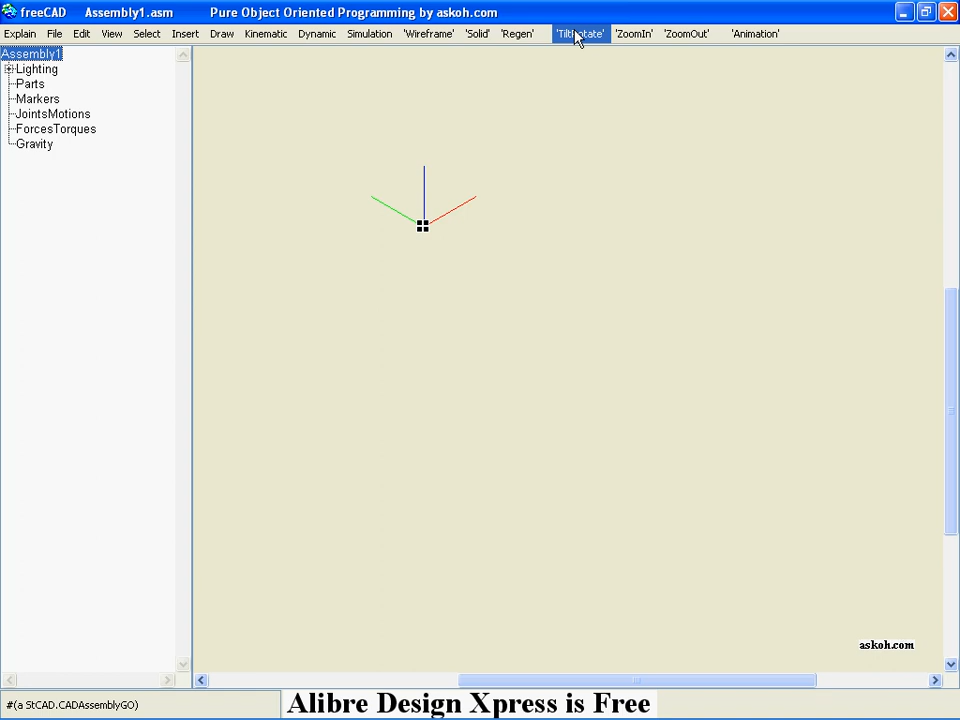 freeCAD Assembly1.asm Pure Object Oriented Programming by askoh.com
Explain File Edit View Select Insert Draw Kinematic Dynamic Simulation 'Wireframe' 'Solid' 'Regen' 'ZoomIn' 'ZoomOut' 'Animation'
Assembly1
Lighting
Parts
Markers
JointsMotions
ForcesTorques
Gravity
askoh.com
#(a StCAD.CADAssemblyGO)
Alibre Design Xpress is Free